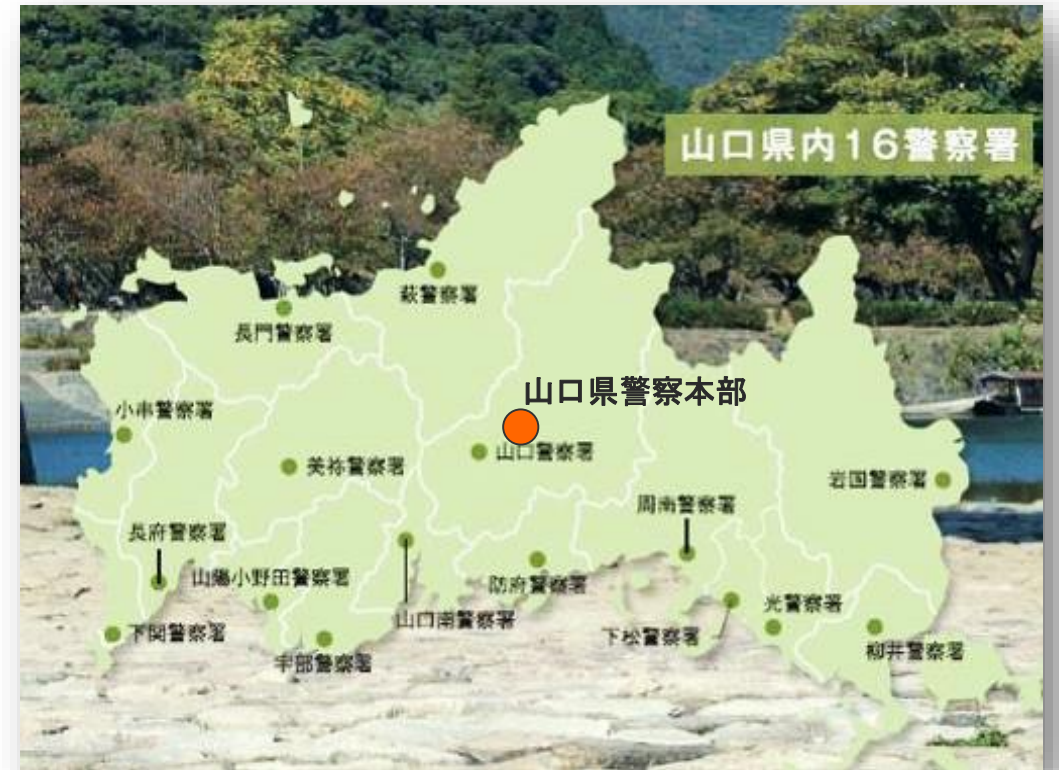 山口県内16警察署
萩警察署
長門警察署
山口県警察本部
小串警察署
山口警察署
美祢警察署
岩国警察署
周南警察署
長府警察署
山陽小野田警察署
防府警察署
光警察署
山口南警察署
下関警察署
下松警察署
柳井警察署
宇部警察署